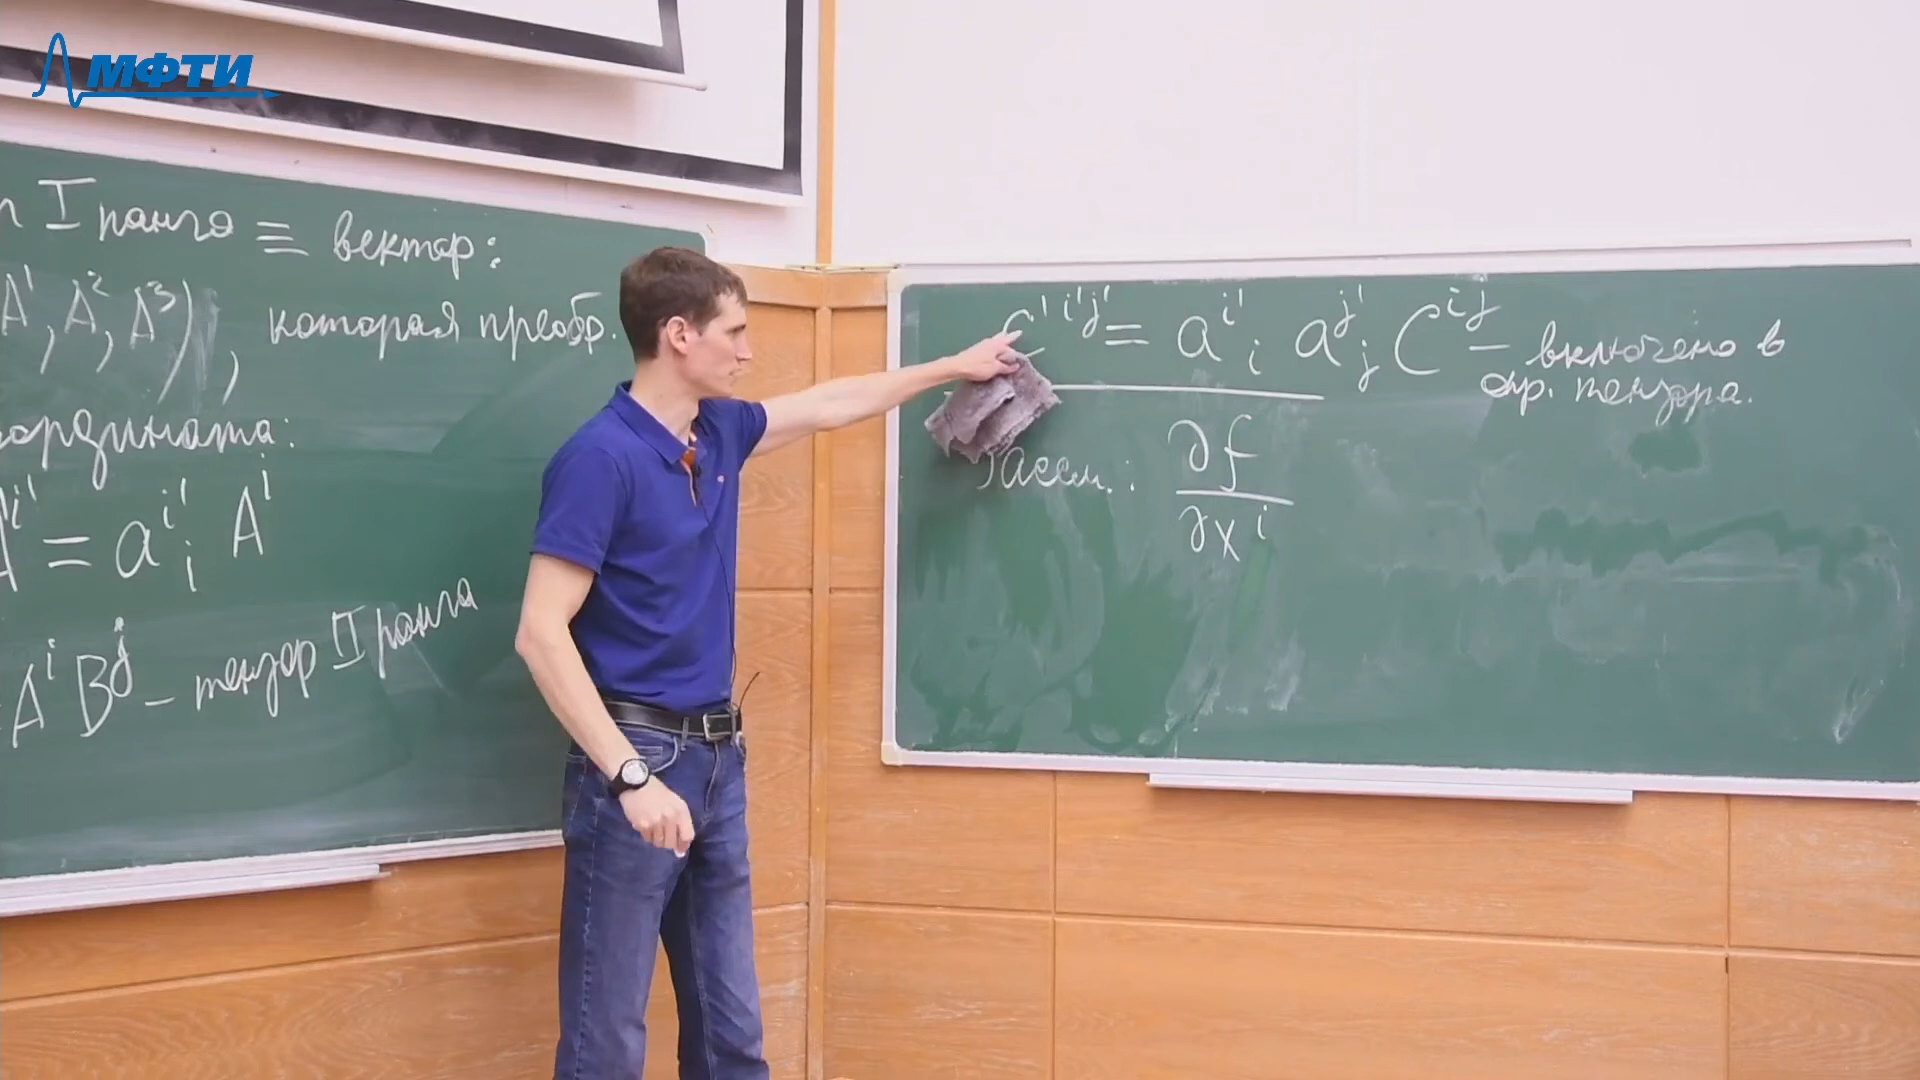 МФТИ
I ранга ≡ вектор:
A¹, A², A³), которая преобр.
координата:
A'^{i'} = a^{i'}_i A^i
A^i B^j – тензор II ранга
C'^{i'j'} = a^{i'}_i a^{j'}_j C^{ij} – включено в
опр. тензора.
Рассм.: ∂f
∂x^i